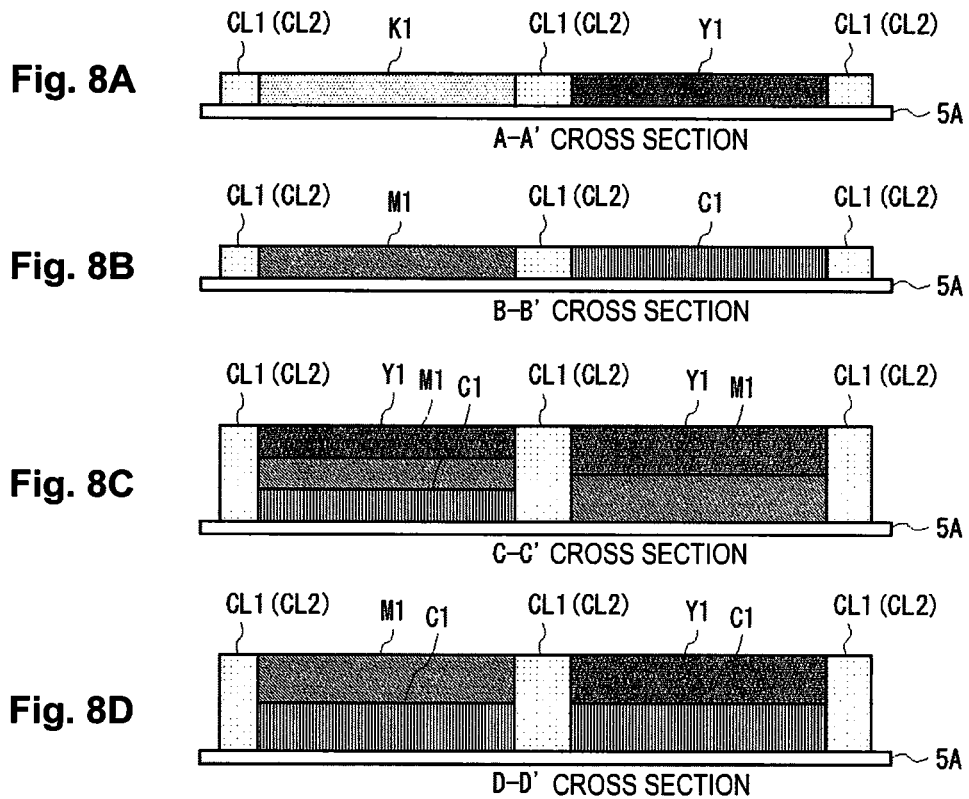 CL1 (CL2) K1 CL1 (CL2) Y1 CL1 (CL2)
Fig. 8A
5A
A-A' CROSS SECTION
CL1 (CL2) M1 CL1 (CL2) C1 CL1 (CL2)
Fig. 8B
5A
B-B' CROSS SECTION
CL1 (CL2) Y1 M1 C1 CL1 (CL2) Y1 M1 CL1 (CL2)
Fig. 8C
5A
C-C' CROSS SECTION
CL1 (CL2) M1 C1 CL1 (CL2) Y1 C1 CL1 (CL2)
Fig. 8D
5A
D-D' CROSS SECTION